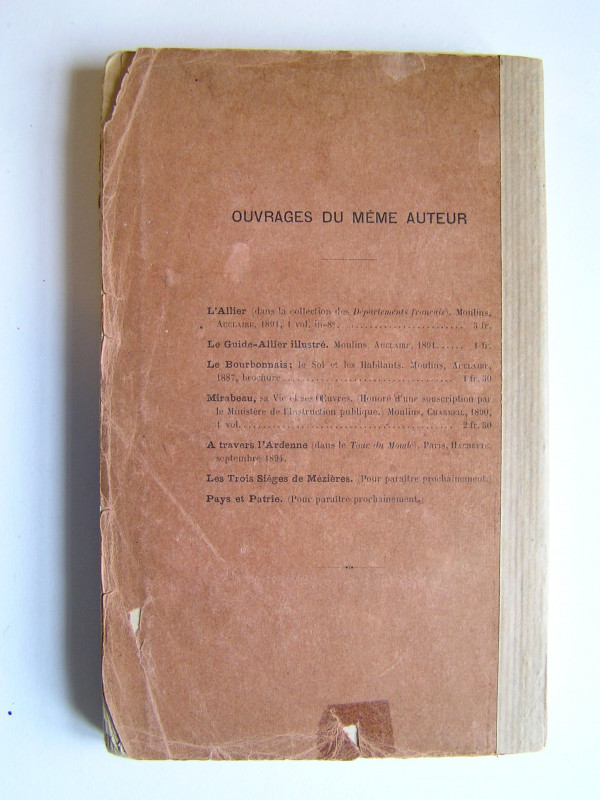 OUVRAGES DU MÊME AUTEUR
L'Allier (dans la collection des Départements français). Moulins,
AUCLAIRE, 1891, 1 vol. in-8º. 3 fr.
Le Guide-Allier illustré. Moulins, AUCLAIRE, 1891. 1 fr.
Le Bourbonnais; le Sol et les Habitants. Moulins, AUCLAIRE,
1887, brochure. 1 fr. 50
Mirabeau, sa Vie et ses Œuvres. (Honoré d'une souscription par
le Ministère de l'Instruction publique. Moulins, 1890,
1 vol. 2 fr. 50
A travers l'Ardenne (dans le Tour du Monde). Paris, HACHETTE,
septembre 1894.
Les Trois Sièges de Mézières. (Pour paraître prochainement.)
Pays et Patrie. (Pour paraître prochainement.)